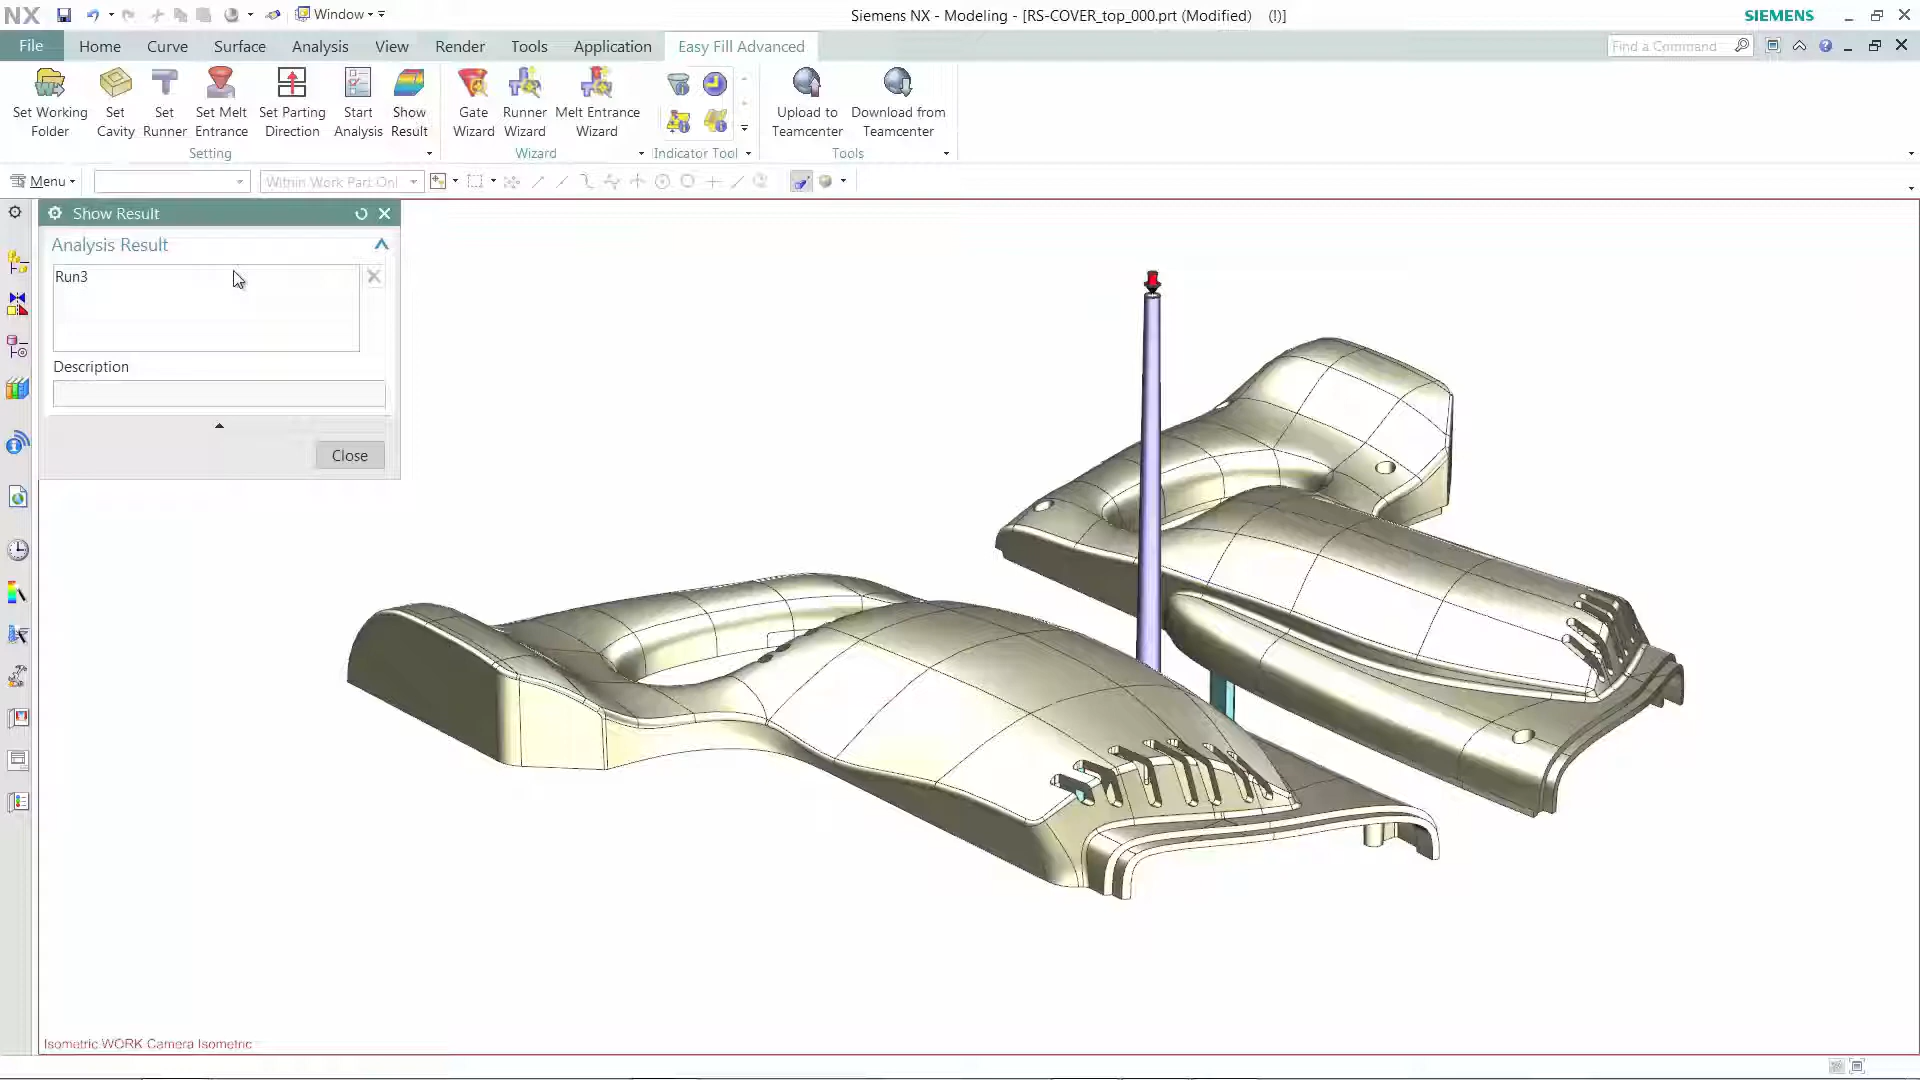 NX Window Siemens NX - Modeling - [RS-COVER_top_000.prt (Modified) (!)] SIEMENS
File Home Curve Surface Analysis View Render Tools Application Easy Fill Advanced Find a Command
Set Working Folder
Set Cavity
Set Runner
Set Melt Entrance
Set Parting Direction
Start Analysis
Show Result
Gate Wizard
Runner Wizard
Melt Entrance Wizard
Upload to Teamcenter
Download from Teamcenter
Setting Wizard Indicator Tool Tools
Menu Within Work Part Onl
Show Result
Analysis Result
Run3
Description
Close
Isometric WORK Camera Isometric